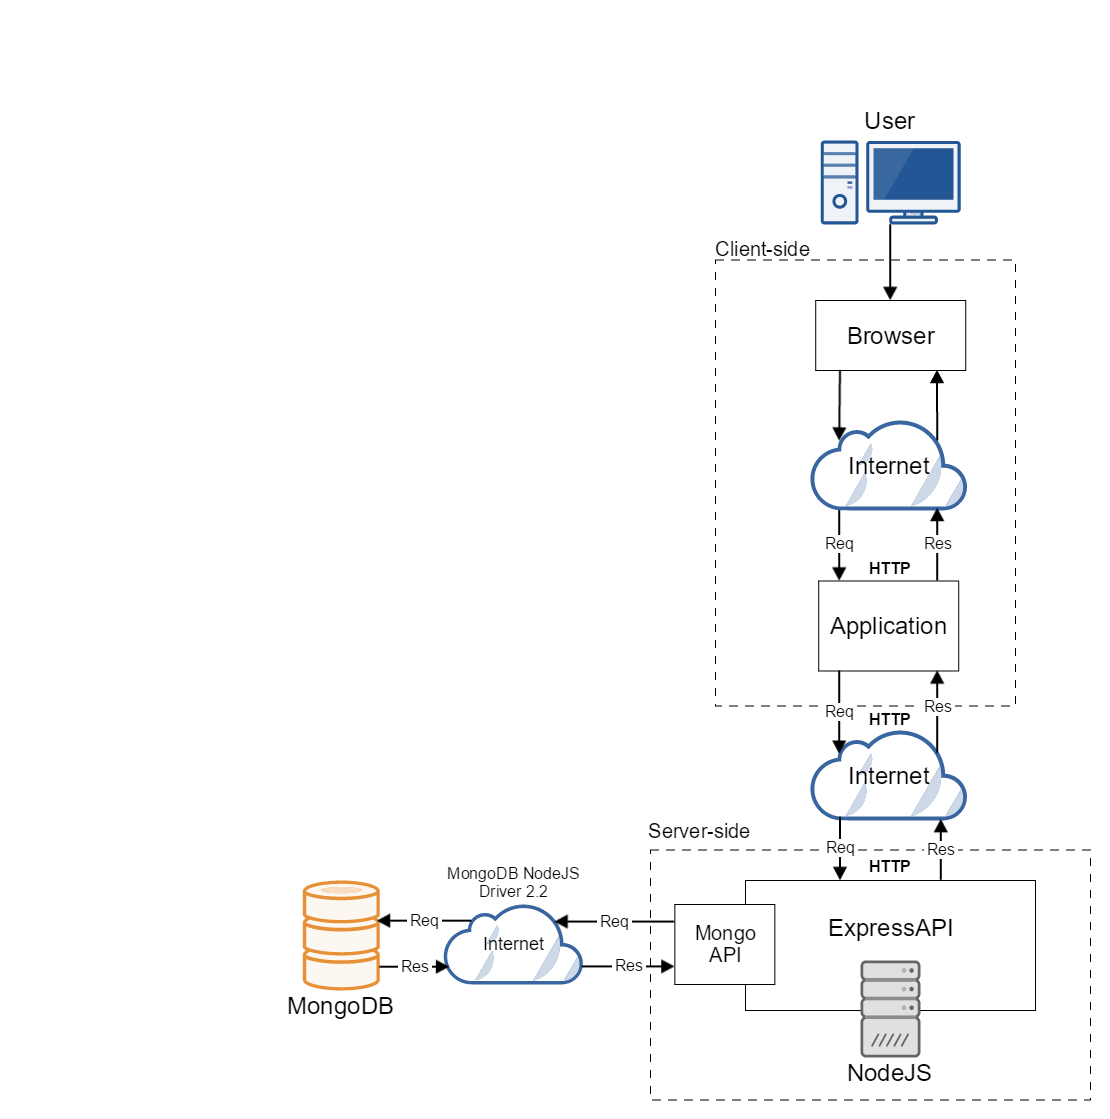 User
Client-side
Browser
Internet
Req
Res
HTTP
Application
Req
Res
HTTP
Internet
Server-side
Req
Res
HTTP
MongoDB NodeJS
Driver 2.2
Req
Internet
Req
Res
Res
MongoDB
Mongo
API
ExpressAPI
NodeJS